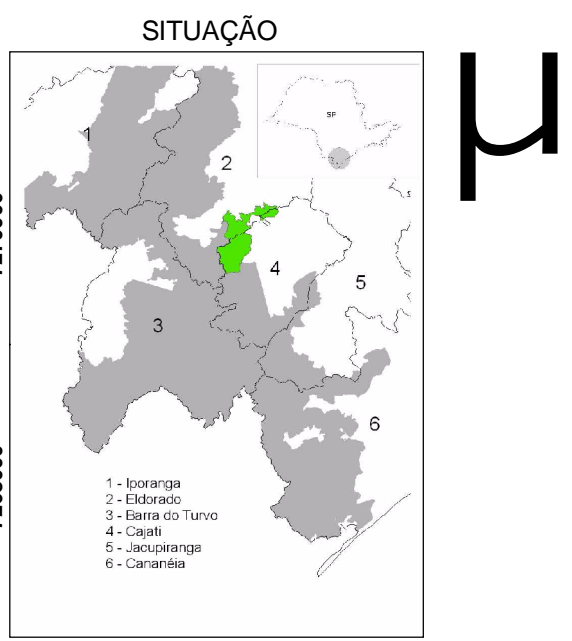 SITUAÇÃO
µ
SP
1
2
4
5
3
6
1 - Iporanga
2 - Eldorado
3 - Barra do Turvo
4 - Cajati
5 - Jacupiranga
6 - Cananéia